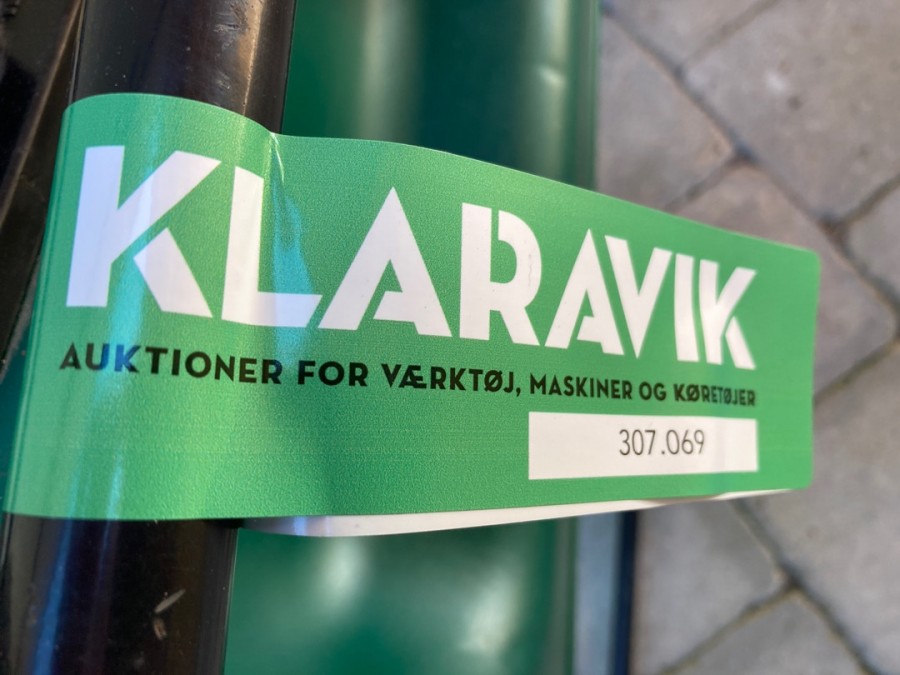 KLARAVIK
AUKTIONER FOR VÆRKTØJ, MASKINER OG KØRETØJER
307.069